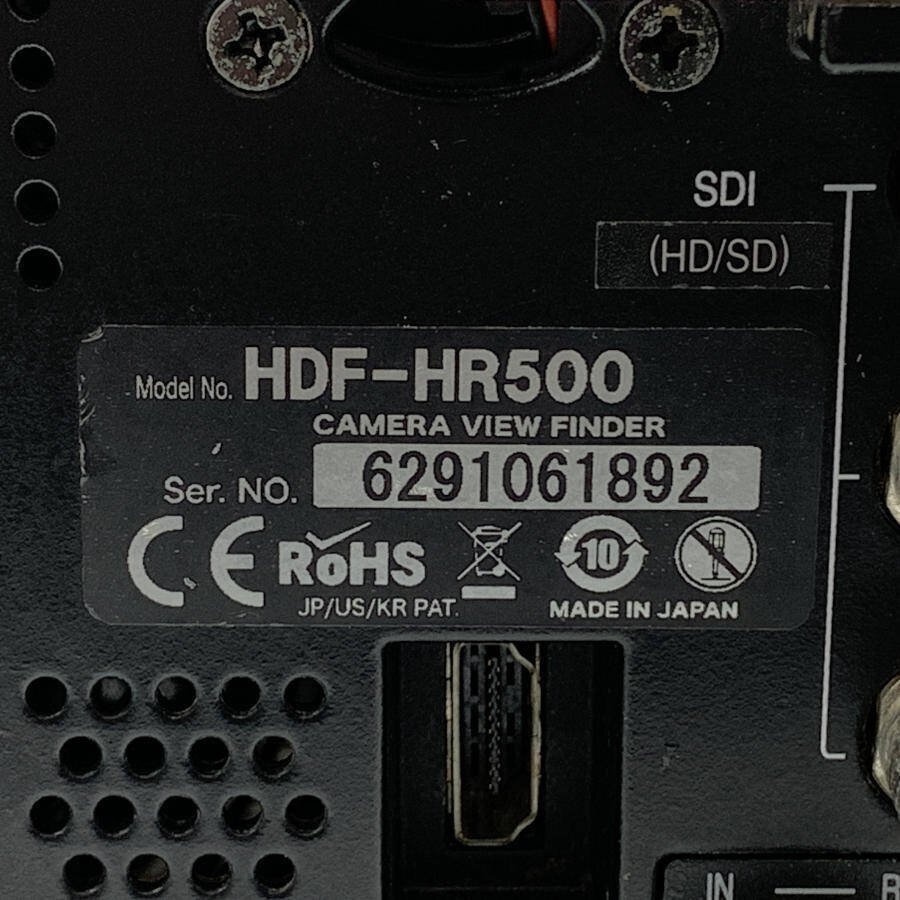 SDI
(HD/SD)
Model No. HDF-HR500
CAMERA VIEW FINDER
Ser. NO. 6291061892
CE RoHS 10
JP/US/KR PAT. MADE IN JAPAN
IN